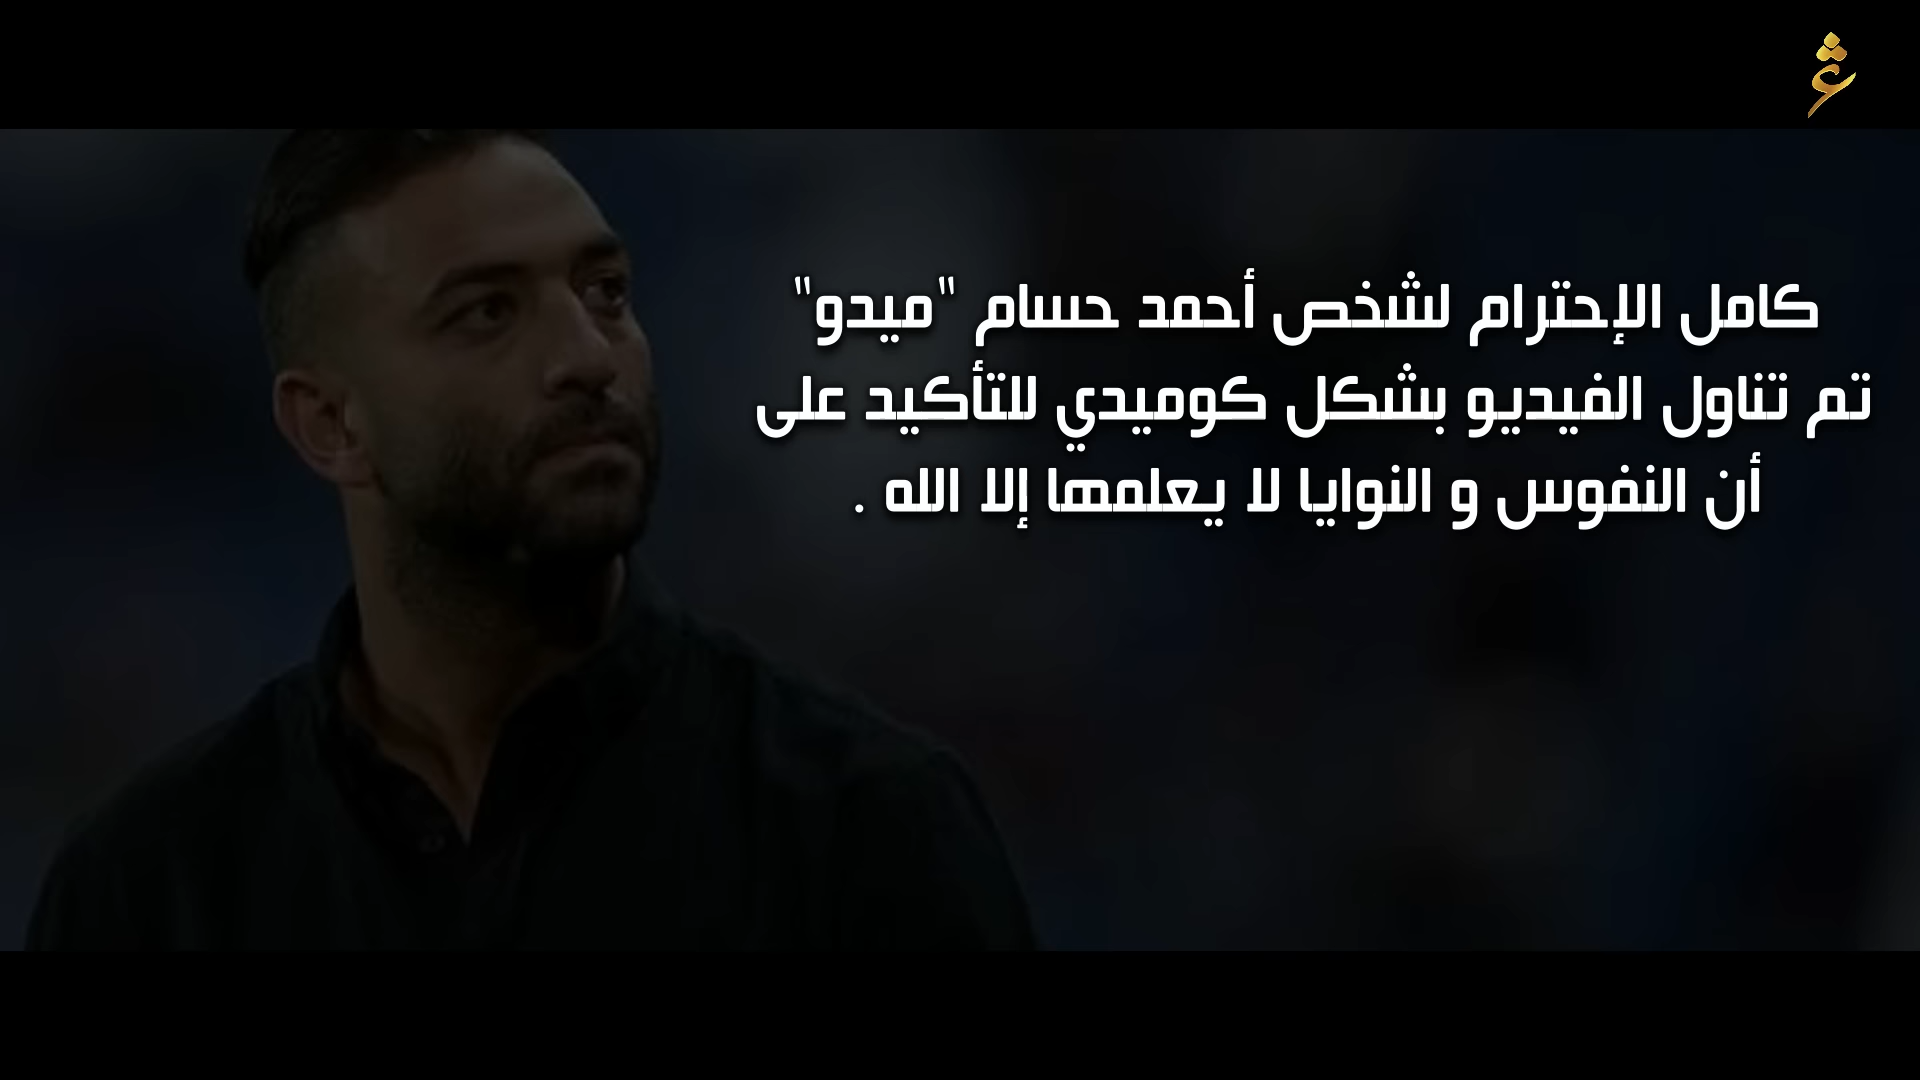 كامل الإحترام لشخص أحمد حسام "ميدو"
تم تناول الفيديو بشكل كوميدي للتأكيد على
أن النفوس و النوايا لا يعلمها إلا الله .